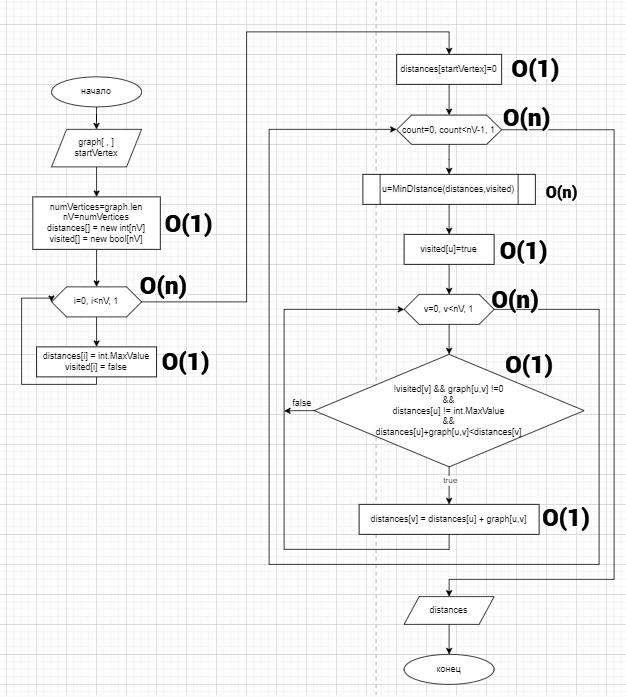 начало
graph[ , ]
startVertex
numVertices=graph.len
nV=numVertices
distances[] = new int[nV]
visited[] = new bool[nV]
O(1)
i=0, i<nV, 1
O(n)
distances[i] = int.MaxValue
visited[i] = false
O(1)
distances[startVertex]=0
O(1)
count=0, count<nV-1, 1
O(n)
u=MinDIstance(distances,visited)
O(n)
visited[u]=true
O(1)
v=0, v<nV, 1
O(n)
O(1)
!visited[v] && graph[u,v] !=0
&&
distances[u] != int.MaxValue
&&
distances[u]+graph[u,v]<distances[v]
false
true
distances[v] = distances[u] + graph[u,v]
O(1)
distances
конец